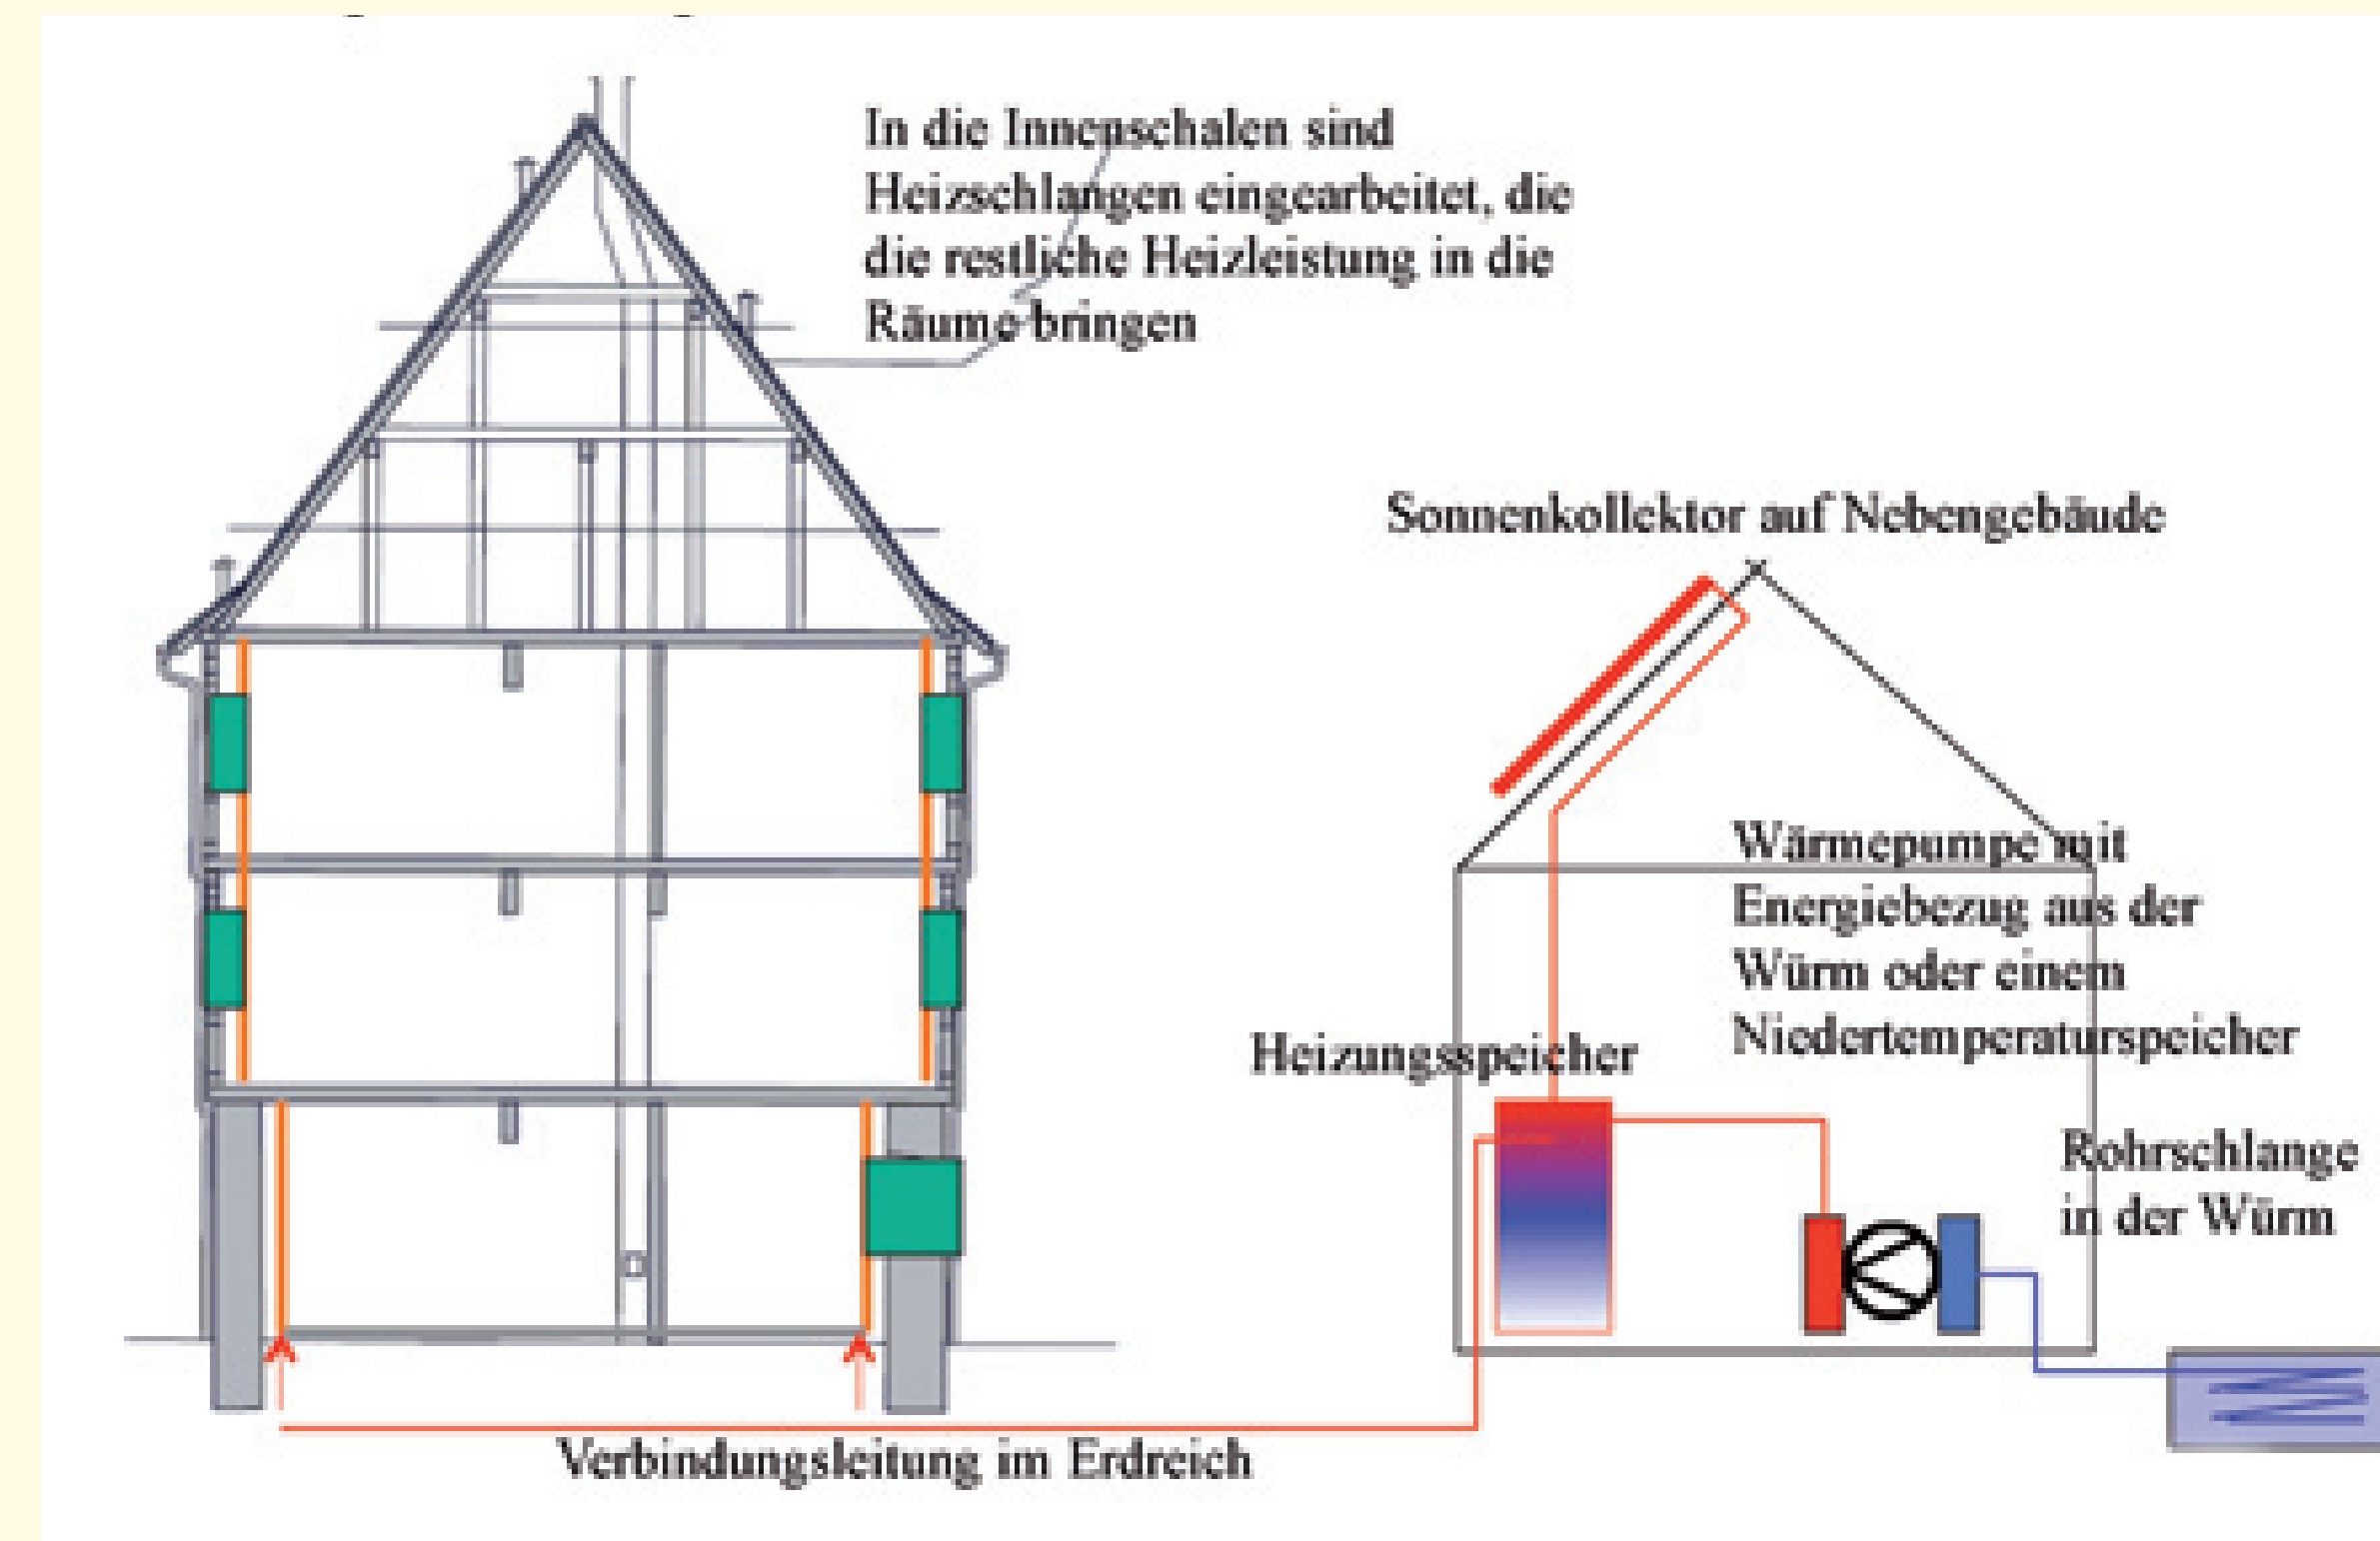 In die Innenschalen sind
Heizschlangen eingearbeitet, die
die restliche Heizleistung in die
Räume bringen
Sonnenkollektor auf Nebengebäude
Wärmepumpe mit
Energiebezug aus der
Würm oder einem
Niedertemperaturspeicher
Heizungsspeicher
Rohrschlange
in der Würm
Verbindungsleitung im Erdreich